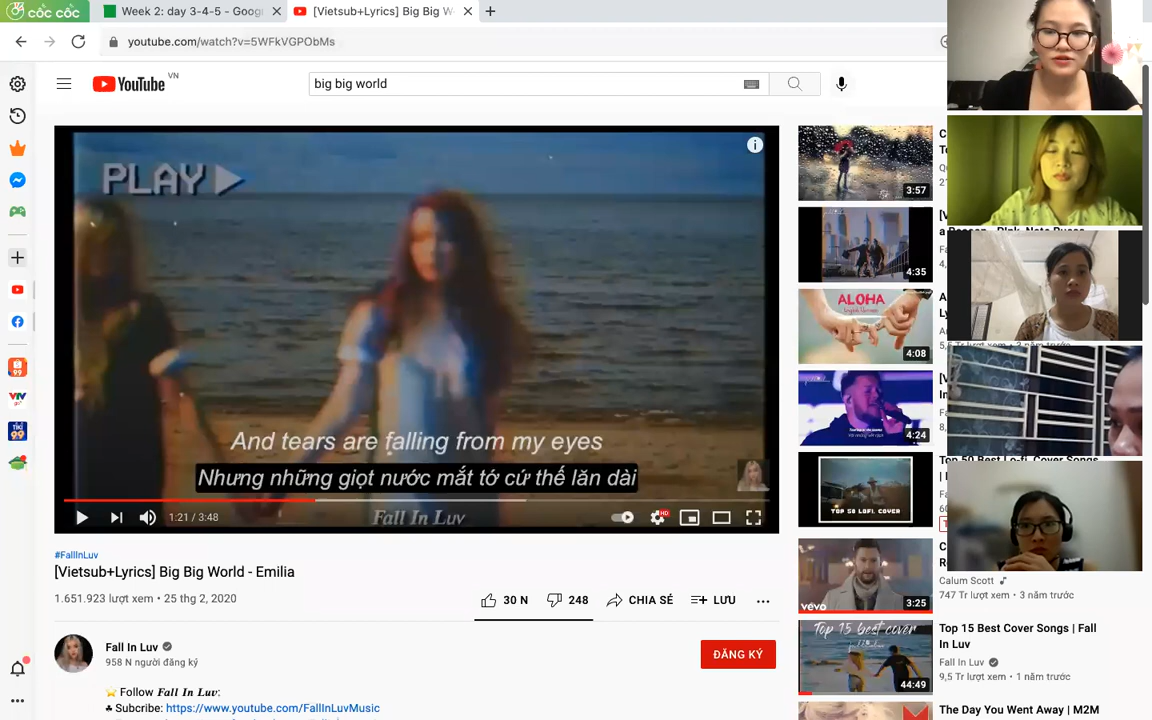 cốc cốc
Week 2: day 3-4-5 - Goog
[Vietsub+Lyrics] Big Big W
youtube.com/watch?v=5WFkVGPObMs
YouTube VN
big big world
PLAY
And tears are falling from my eyes
Nhưng những giọt nước mắt tớ cứ thế lăn dài
1:21 / 3:48
HD
Fall In Luv
#FallInLuv
[Vietsub+Lyrics] Big Big World - Emilia
1.651.923 lượt xem • 25 thg 2, 2020
30 N
248
CHIA SẺ
LƯU
Fall In Luv
958 N người đăng ký
ĐĂNG KÝ
Follow Fall In Luv:
Subcribe: https://www.youtube.com/FallInLuvMusic
3:57
4:35
ALOHA
4:08
4:24
TOP 50 LOFI. COVER
Top 50 Best Lo-fi Cover Songs
vevo
3:25
Calum Scott
747 Tr lượt xem • 3 năm trước
Top 15 best cover
44:49
Top 15 Best Cover Songs | Fall
In Luv
Fall In Luv
9,5 Tr lượt xem • 1 năm trước
The Day You Went Away | M2M